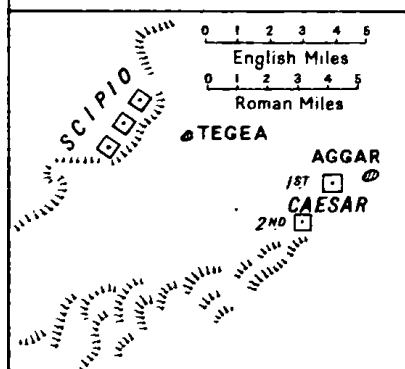 0 1 2 3 4 5
English Miles
0 1 2 3 4 5
Roman Miles
SCIPIO
TEGEA
AGGAR
1ST
CAESAR
2ND